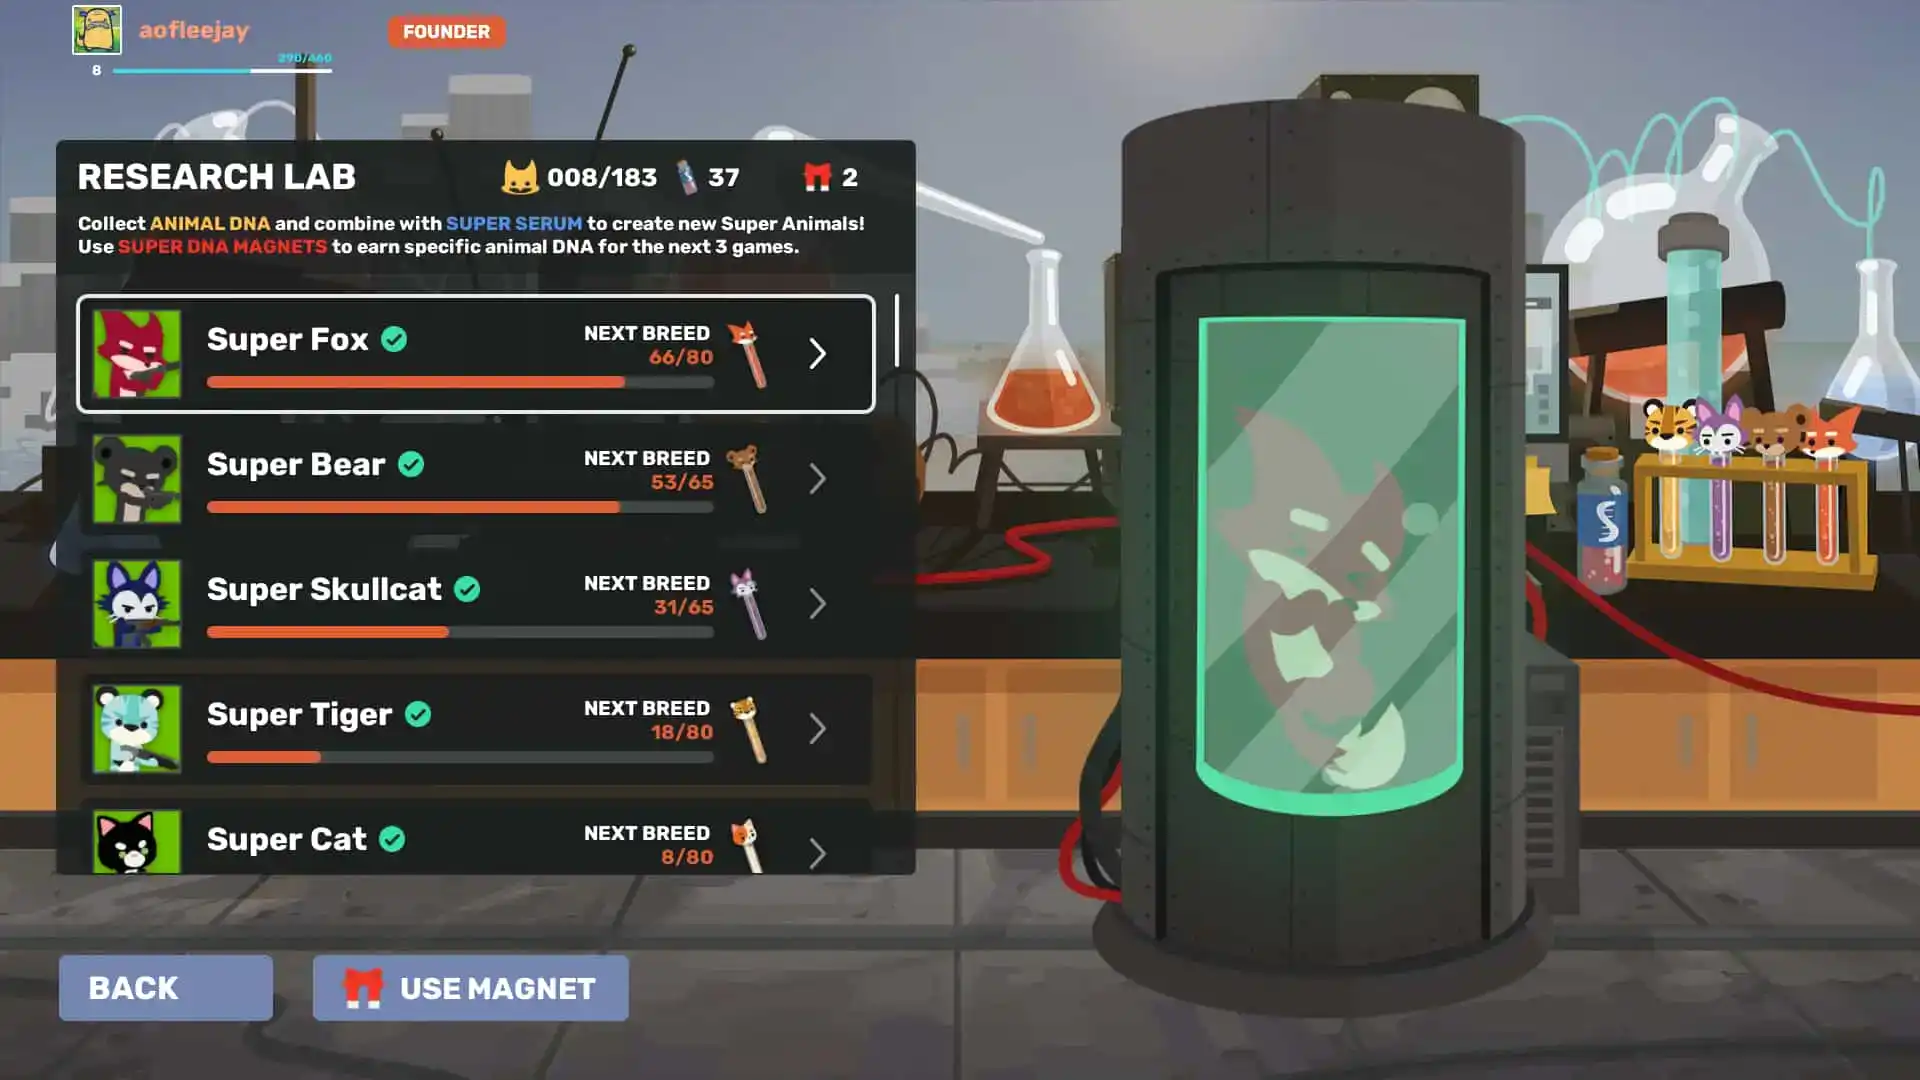 aofleejay
FOUNDER
290/460
8
RESEARCH LAB
008/183
37
2
Collect ANIMAL DNA and combine with SUPER SERUM to create new Super Animals!
Use SUPER DNA MAGNETS to earn specific animal DNA for the next 3 games.
Super Fox
NEXT BREED
66/80
Super Bear
NEXT BREED
53/65
Super Skullcat
NEXT BREED
31/65
Super Tiger
NEXT BREED
18/80
Super Cat
NEXT BREED
8/80
BACK
USE MAGNET